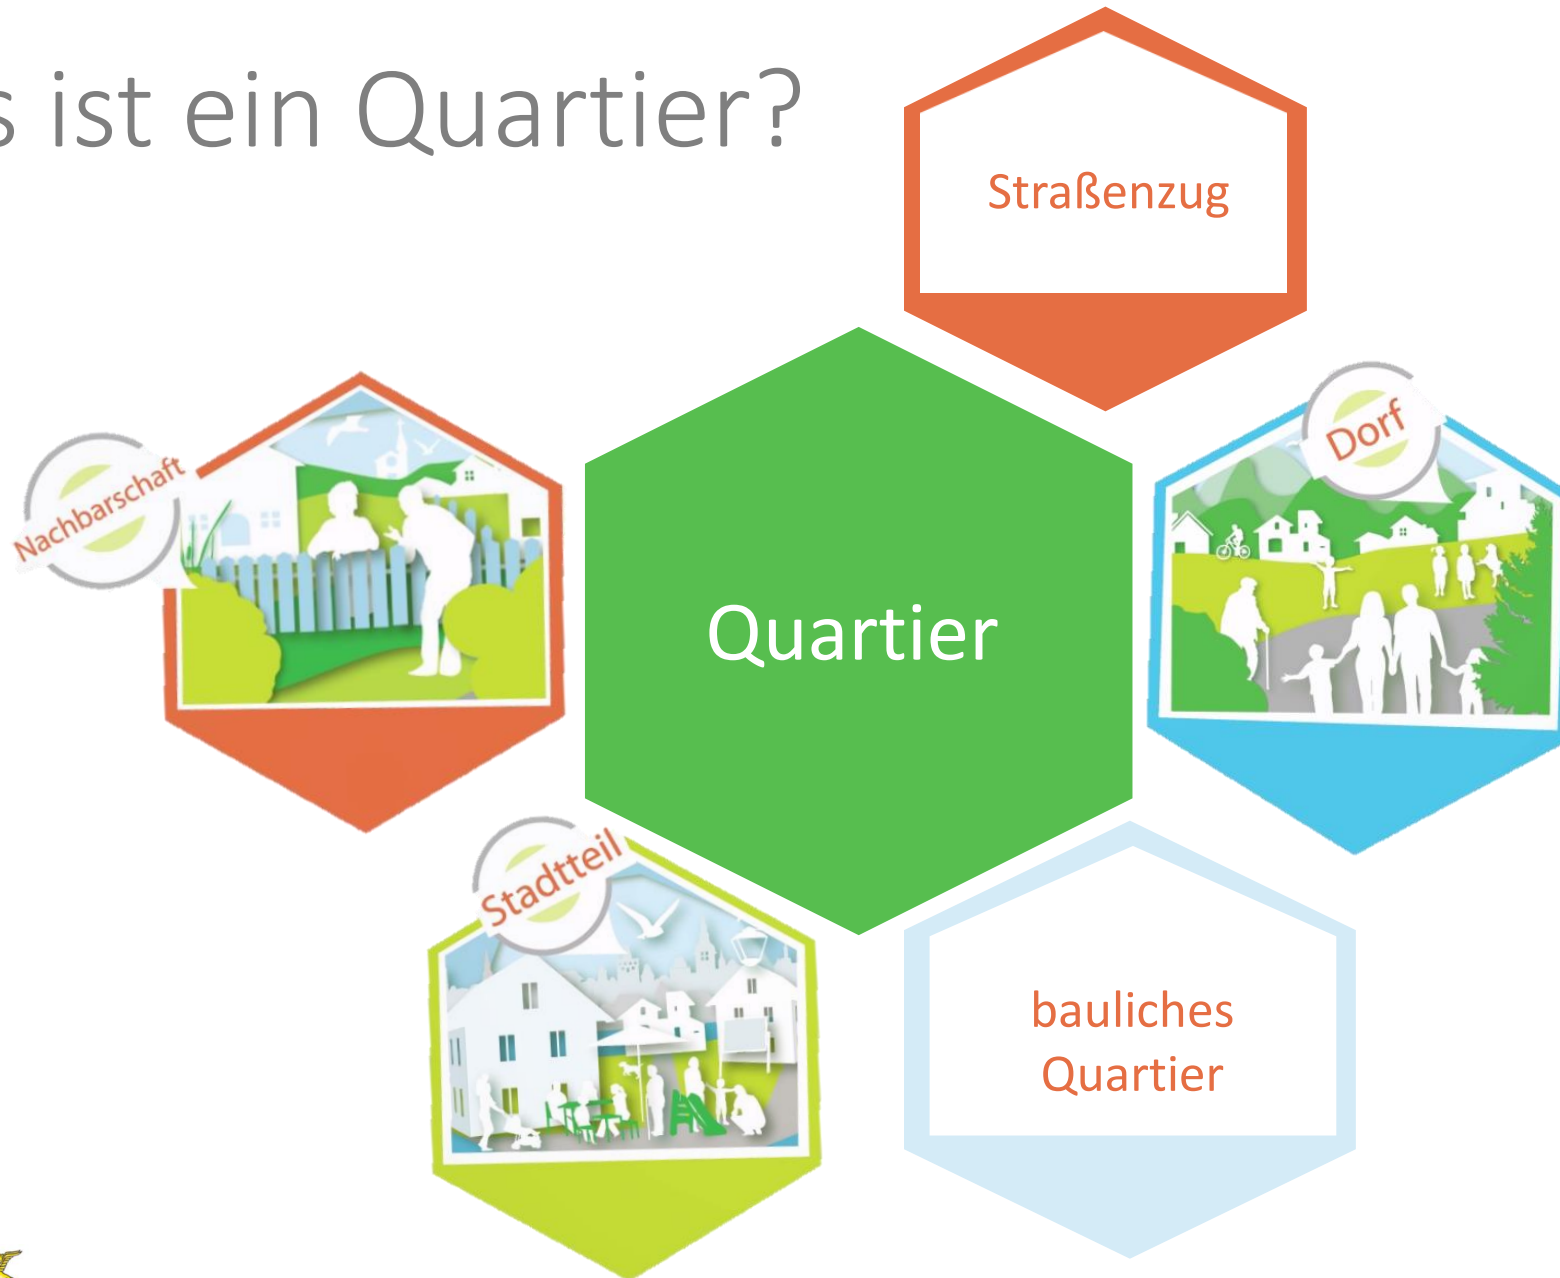 s ist ein Quartier?
Straßenzug
Nachbarschaft
Dorf
Quartier
Stadtteil
bauliches
Quartier